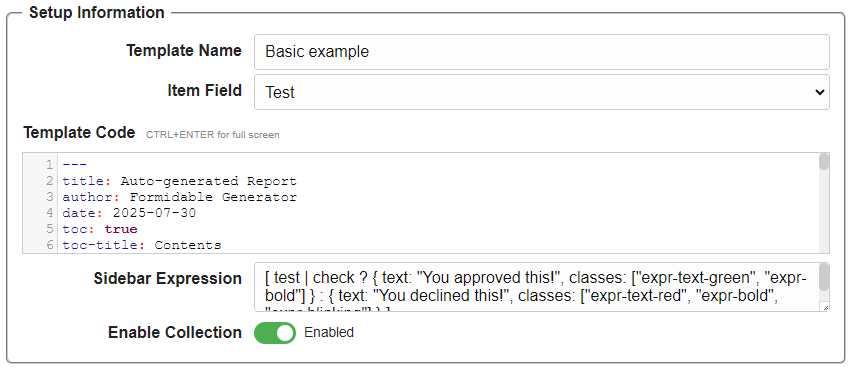 Setup Information
Template Name Basic example
Item Field Test
Template Code CTRL+ENTER for full screen
1 ---
2 title: Auto-generated Report
3 author: Formidable Generator
4 date: 2025-07-30
5 toc: true
6 toc-title: Contents
Sidebar Expression [ test | check ? { text: "You approved this!", classes: ["expr-text-green", "expr-
bold"] } : { text: "You declined this!", classes: ["expr-text-red", "expr-bold",
"expr-blinking"] } ]
Enable Collection Enabled